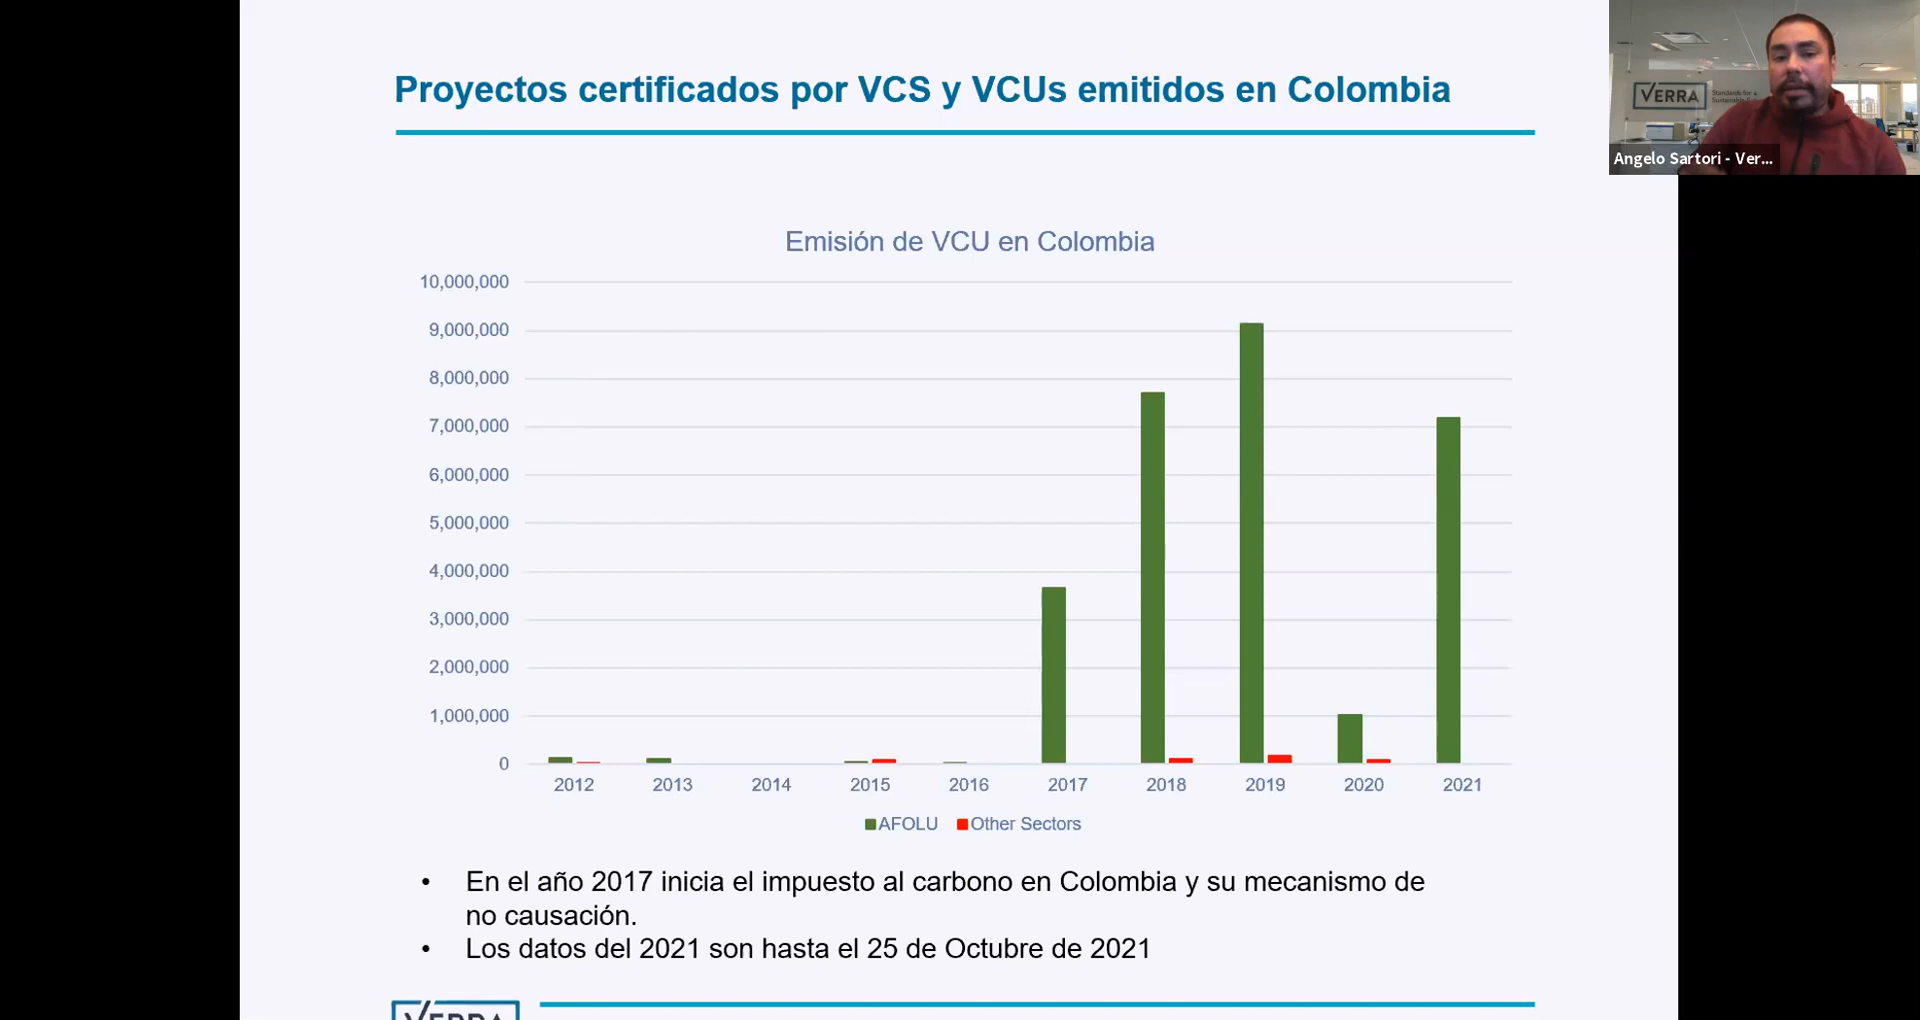 Proyectos certificados por VCS y VCUs emitidos en Colombia
VERRA
Standards for a
Angelo Sartori - Ver...
Emisión de VCU en Colombia
10,000,000
9,000,000
8,000,000
7,000,000
6,000,000
5,000,000
4,000,000
3,000,000
2,000,000
1,000,000
0
2012 2013 2014 2015 2016 2017 2018 2019 2020 2021
AFOLU Other Sectors
• En el año 2017 inicia el impuesto al carbono en Colombia y su mecanismo de
no causación.
• Los datos del 2021 son hasta el 25 de Octubre de 2021
VERRA